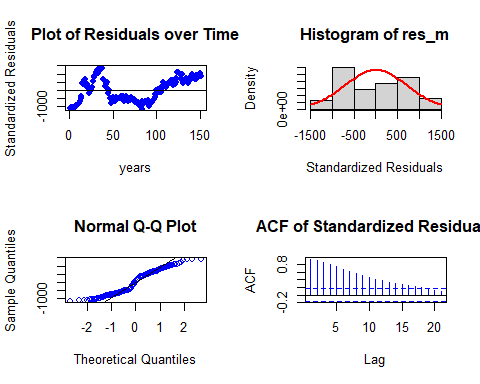 Plot of Residuals over Time
Standardized Residuals
-1000
0 50 100 150
years
Histogram of res_m
Density
0e+00
-1500 -500 500 1500
Standardized Residuals
Normal Q-Q Plot
Sample Quantiles
-1000
-2 -1 0 1 2
Theoretical Quantiles
ACF of Standardized Residua
ACF
-0.2 0.8
5 10 15 20
Lag